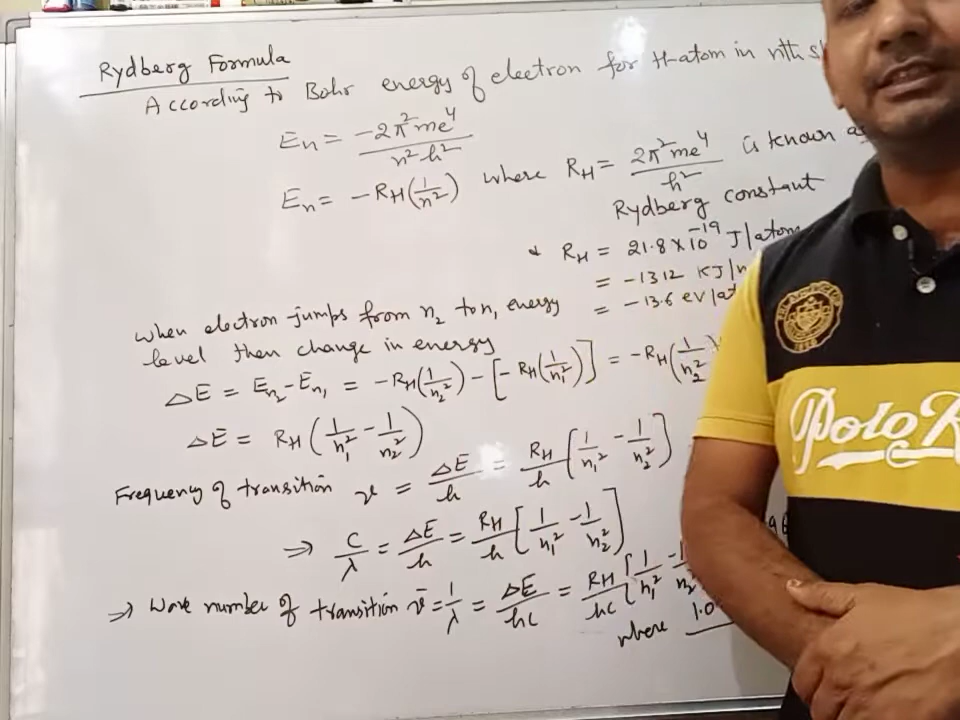 Rydberg Formula
According to Bohr energy of electron for H-atom in nth
En = -2π²me⁴/n²h²
En = -RH(1/n²) where RH = 2π²me⁴/h² is known as
Rydberg constant
& RH = 21.8×10⁻¹⁹ J/atom
= -1312 KJ/
= -13.6 eV/at
When electron jumps from n₂ to n₁ energy
level then change in energy
ΔE = En₂ - En₁ = -RH(1/n₂²) - [-RH(1/n₁²)] = -RH(1/n₂²)
ΔE = RH(1/n₁² - 1/n₂²)
Frequency of transition ν = ΔE/h = RH/h [1/n₁² - 1/n₂²]
⇒ c/λ = ΔE/h = RH/h [1/n₁² - 1/n₂²]
⇒ Wave number of transition ν̄ = 1/λ = ΔE/hc = RH/hc [1/n₁² - 1/n₂
where 1.0
Polo R